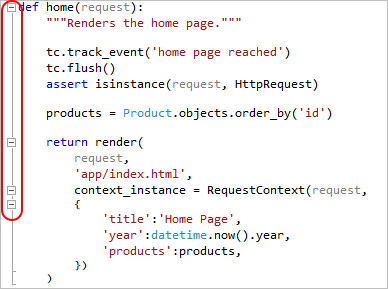 def home(request):
"""Renders the home page."""
tc.track_event('home page reached')
tc.flush()
assert isinstance(request, HttpRequest)
products = Product.objects.order_by('id')
return render(
request,
'app/index.html',
context_instance = RequestContext(request,
{
'title':'Home Page',
'year':datetime.now().year,
'products':products,
})
)